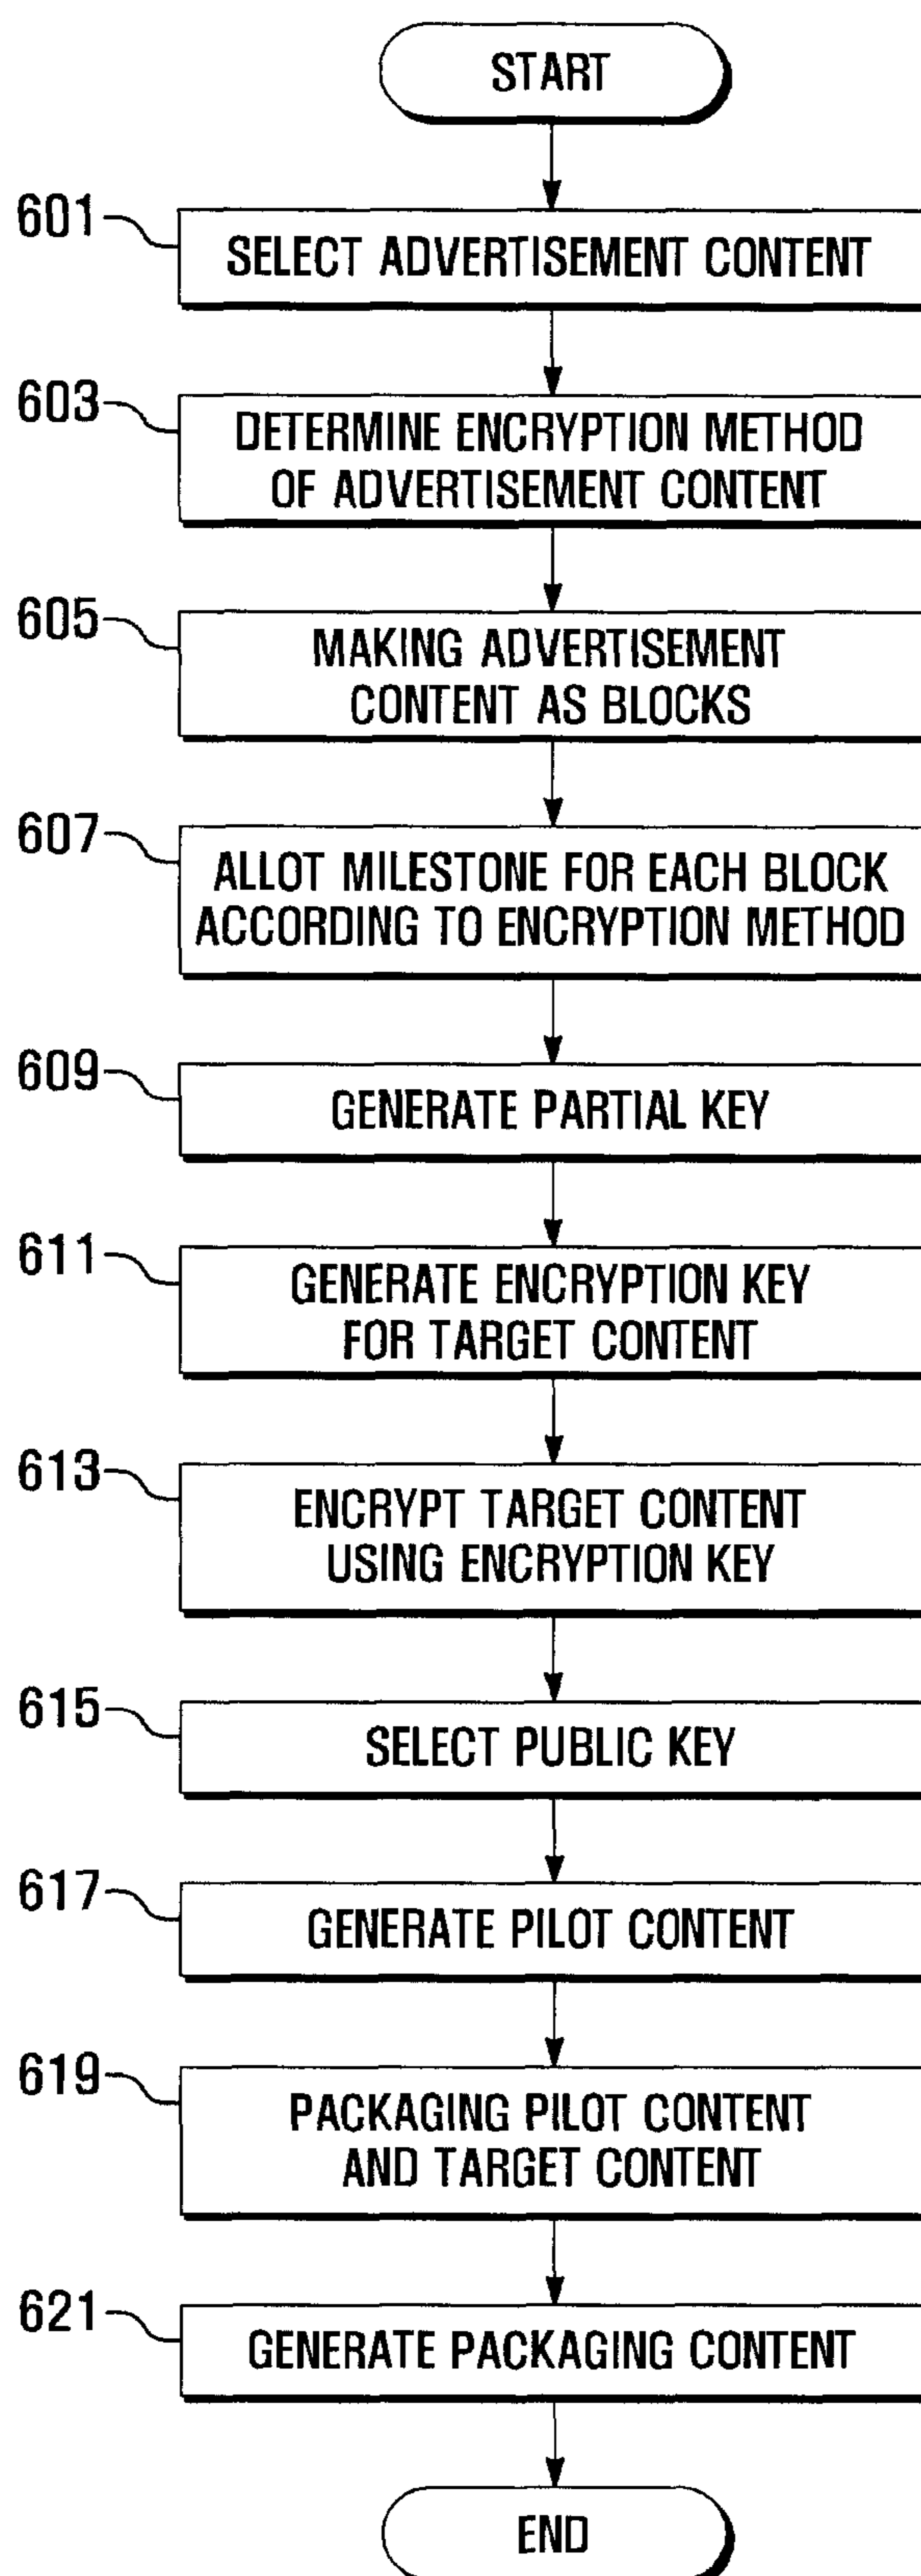 START
601
SELECT ADVERTISEMENT CONTENT
603
DETERMINE ENCRYPTION METHOD
OF ADVERTISEMENT CONTENT
605
MAKING ADVERTISEMENT
CONTENT AS BLOCKS
607
ALLOT MILESTONE FOR EACH BLOCK
ACCORDING TO ENCRYPTION METHOD
609
GENERATE PARTIAL KEY
611
GENERATE ENCRYPTION KEY
FOR TARGET CONTENT
613
ENCRYPT TARGET CONTENT
USING ENCRYPTION KEY
615
SELECT PUBLIC KEY
617
GENERATE PILOT CONTENT
619
PACKAGING PILOT CONTENT
AND TARGET CONTENT
621
GENERATE PACKAGING CONTENT
END